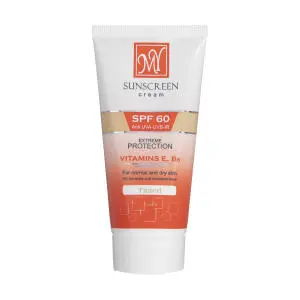 MY
SUNSCREEN
cream
SPF 60
Anti UVA-UVB-IR
EXTREME
PROTECTION
VITAMINS E, B5
For normal and dry skin
Tinted